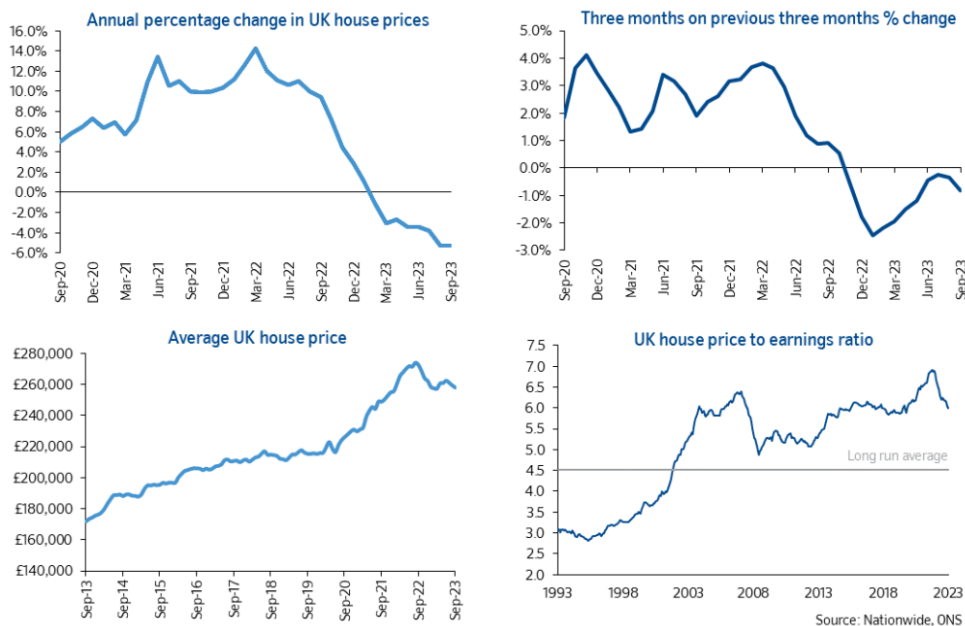 Annual percentage change in UK house prices
16.0%
14.0%
12.0%
10.0%
8.0%
6.0%
4.0%
2.0%
0.0%
-2.0%
-4.0%
-6.0%
Sep-20
Dec-20
Mar-21
Jun-21
Sep-21
Dec-21
Mar-22
Jun-22
Sep-22
Dec-22
Mar-23
Jun-23
Sep-23
Three months on previous three months % change
5.0%
4.0%
3.0%
2.0%
1.0%
0.0%
-1.0%
-2.0%
-3.0%
Sep-20
Dec-20
Mar-21
Jun-21
Sep-21
Dec-21
Mar-22
Jun-22
Sep-22
Dec-22
Mar-23
Jun-23
Sep-23
Average UK house price
£280,000
£260,000
£240,000
£220,000
£200,000
£180,000
£160,000
£140,000
Sep-13
Sep-14
Sep-15
Sep-16
Sep-17
Sep-18
Sep-19
Sep-20
Sep-21
Sep-22
Sep-23
UK house price to earnings ratio
7.5
7.0
6.5
6.0
5.5
5.0
4.5
4.0
3.5
3.0
2.5
2.0
Long run average
1993
1998
2003
2008
2013
2018
2023
Source: Nationwide, ONS